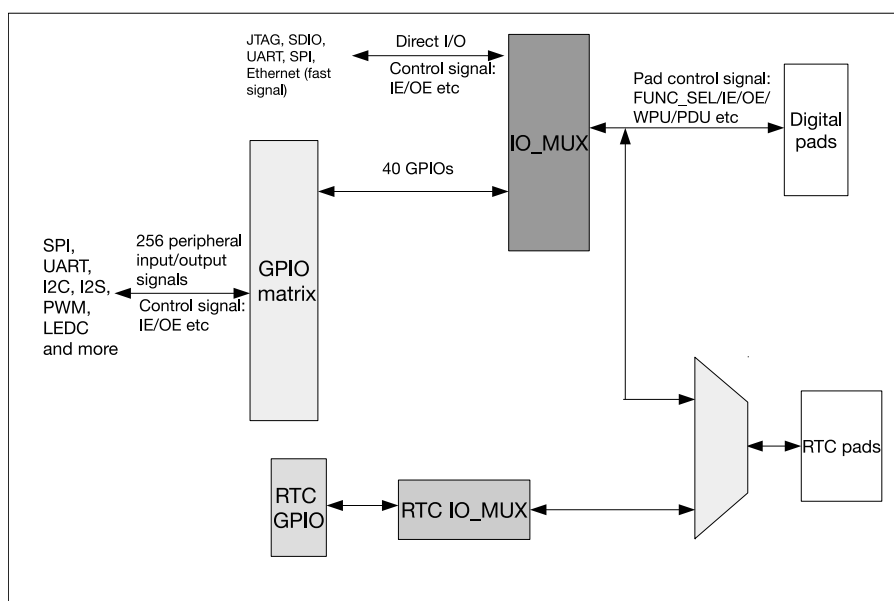 JTAG, SDIO,
UART, SPI,
Ethernet (fast
signal)
Direct I/O
Control signal:
IE/OE etc
IO_MUX
Pad control signal:
FUNC_SEL/IE/OE/
WPU/PDU etc
Digital
pads
40 GPIOs
SPI,
UART,
I2C, I2S,
PWM,
LEDC
and more
256 peripheral
input/output
signals
Control signal:
IE/OE etc
GPIO
matrix
RTC
GPIO
RTC IO_MUX
RTC pads